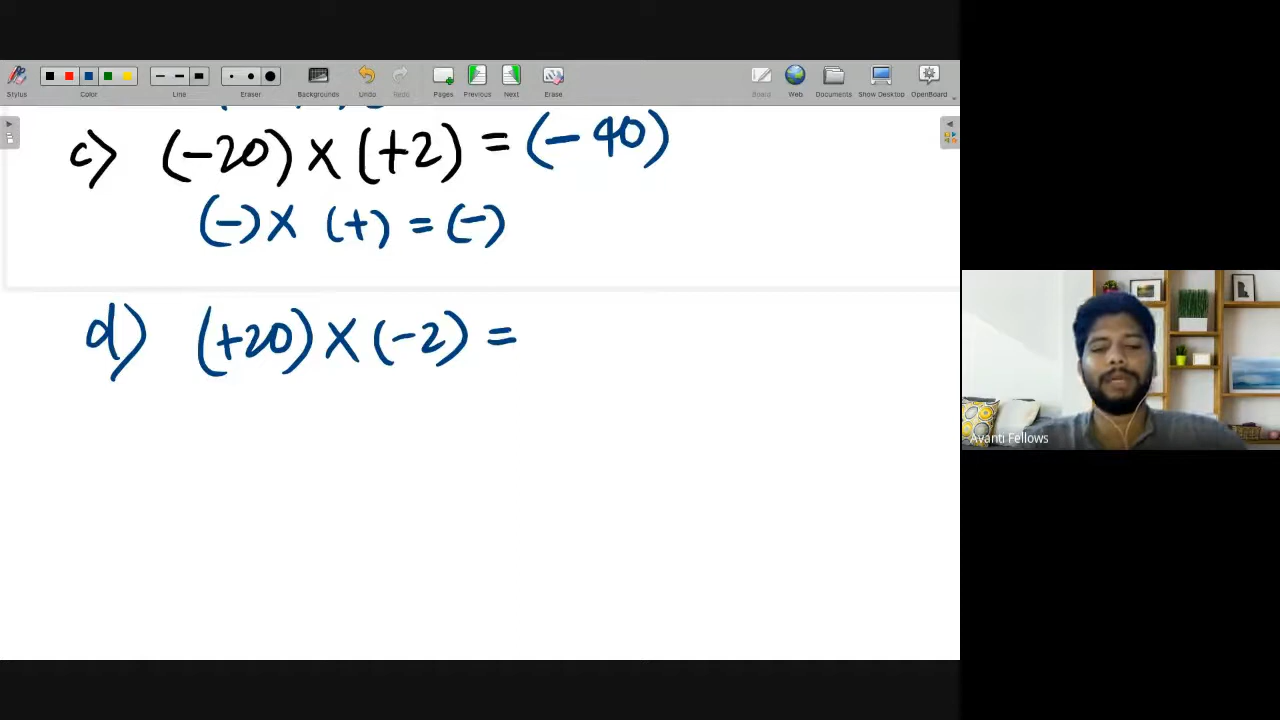 Stylus Color Line Eraser Backgrounds Undo Redo Pages Previous Next Erase Board Web Documents Show Desktop OpenBoard
c) (-20) X (+2) = (-40)
(-) X (+) = (-)
d) (+20) X (-2) =
Avanti Fellows